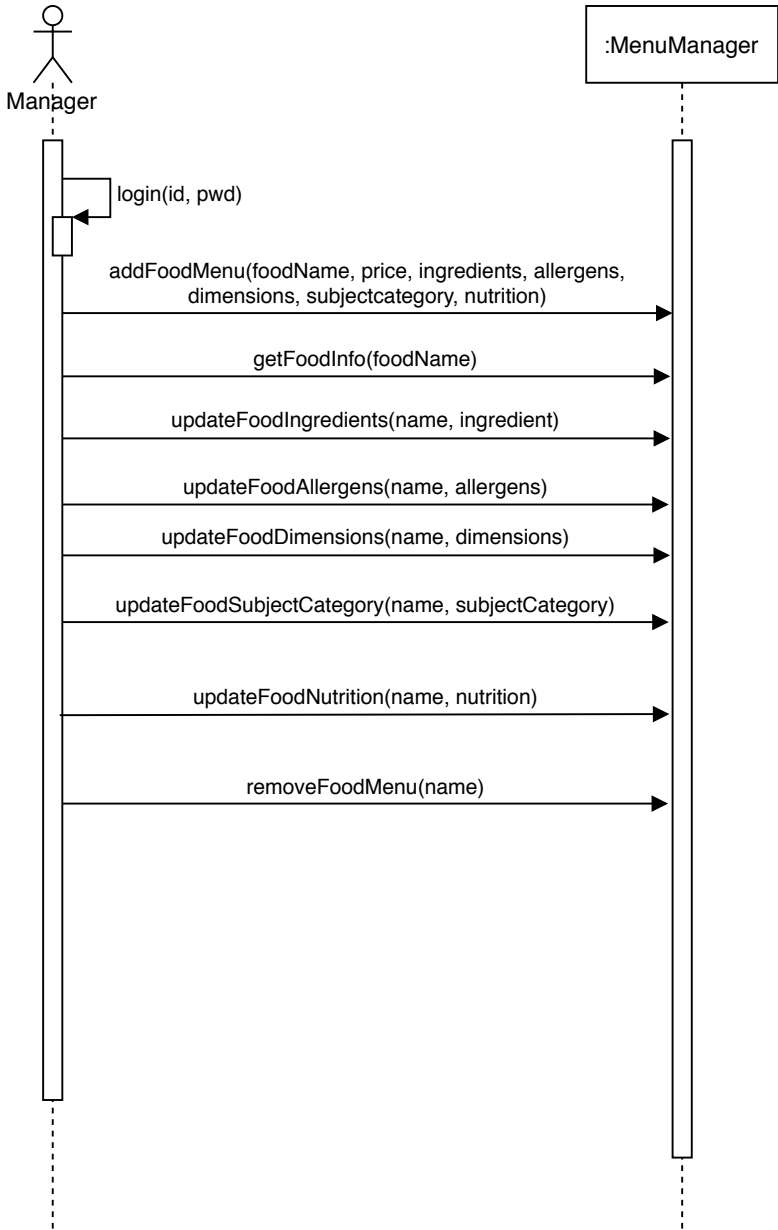 :MenuManager
Manager
login(id, pwd)
addFoodMenu(foodName, price, ingredients, allergens,
dimensions, subjectcategory, nutrition)
getFoodInfo(foodName)
updateFoodIngredients(name, ingredient)
updateFoodAllergens(name, allergens)
updateFoodDimensions(name, dimensions)
updateFoodSubjectCategory(name, subjectCategory)
updateFoodNutrition(name, nutrition)
removeFoodMenu(name)